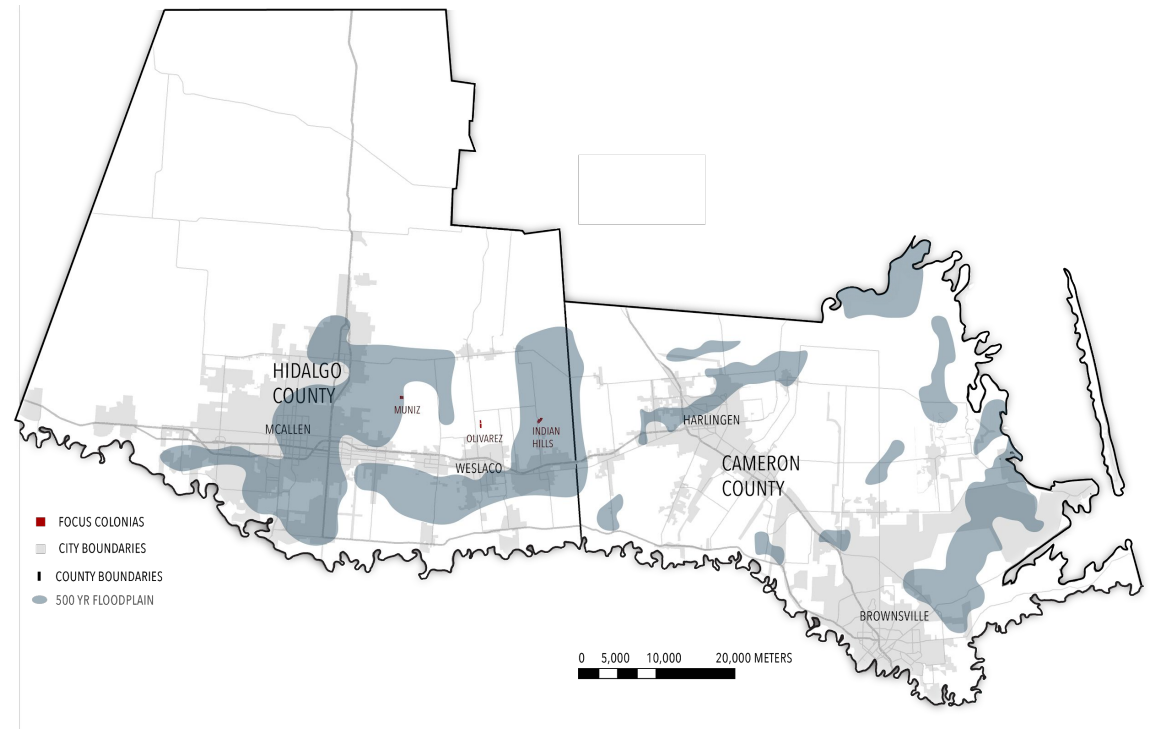 HIDALGO
COUNTY
MUNIZ
MCALLEN
OLIVAREZ
INDIAN
HILLS
WESLACO
HARLINGEN
CAMERON
COUNTY
BROWNSVILLE
FOCUS COLONIAS
CITY BOUNDARIES
COUNTY BOUNDARIES
500 YR FLOODPLAIN
0 5,000 10,000 20,000 METERS